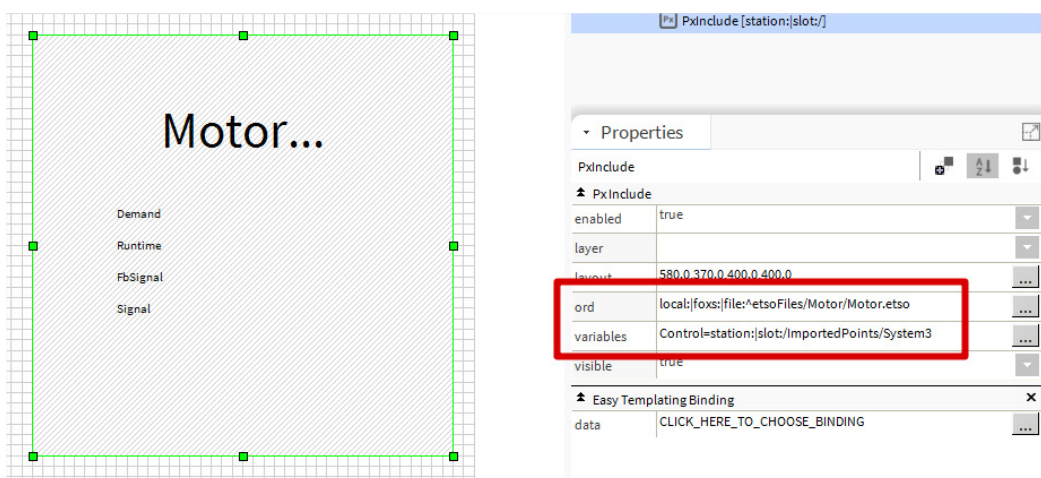 Motor...
Demand
Runtime
FbSignal
Signal
Px PxInclude [station:|slot:/]
Properties
PxInclude
A
Z
PxInclude
enabled true
layer
layout 580.0,370.0,400.0,400.0 ...
ord local:|foxs:|file:^etsoFiles/Motor/Motor.etso ...
variables Control=station:|slot:/ImportedPoints/System3 ...
visible true
Easy Templating Binding ×
data CLICK_HERE_TO_CHOOSE_BINDING ...